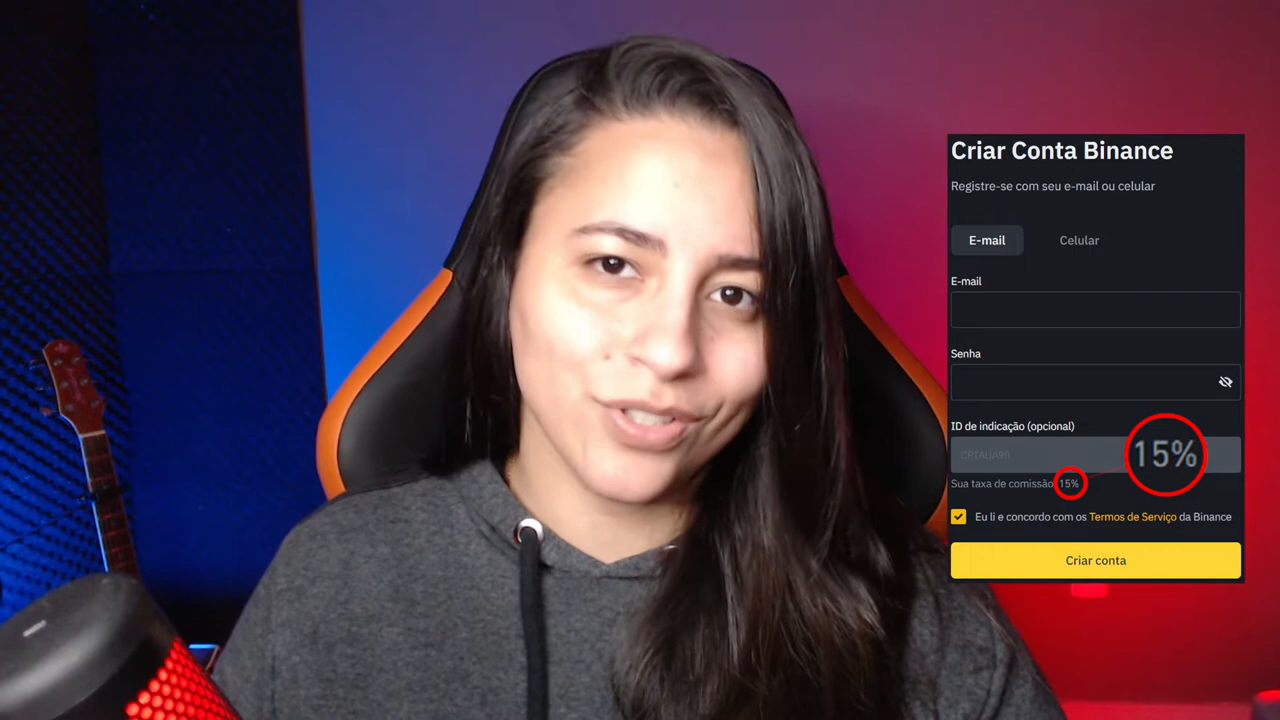 Criar Conta Binance
Registre-se com seu e-mail ou celular
E-mail
Celular
E-mail
Senha
ID de indicação (opcional)
15%
Sua taxa de comissão 15%
Eu li e concordo com os Termos de Serviço da Binance
Criar conta